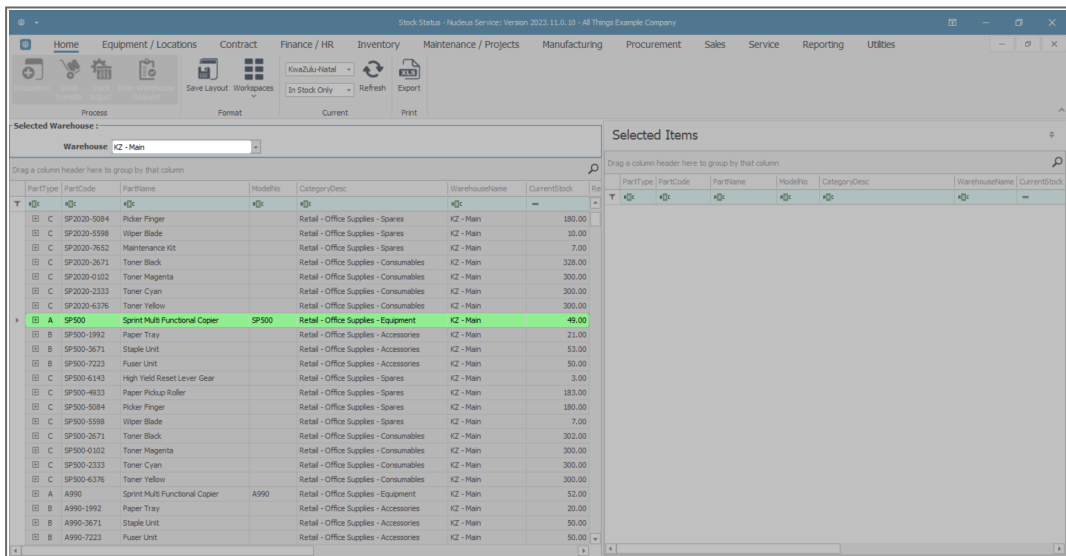 Stock Status - Nucleus Service: Version 2023.11.0.10 - All Things Example Company
Home Equipment / Locations Contract Finance / HR Inventory Maintenance / Projects Manufacturing Procurement Sales Service Reporting Utilities
Save Layout Workspaces KwaZulu-Natal In Stock Only Refresh Export
Process Format Current Print
Selected Warehouse :
Warehouse KZ - Main
Selected Items
Drag a column header here to group by that column
Drag a column header here to group by that column
PartType PartCode PartName ModelNo CategoryDesc WarehouseName CurrentStock Re
PartType PartCode PartName ModelNo CategoryDesc WarehouseName CurrentStock
C SP2020-5084 Picker Finger Retail - Office Supplies - Spares KZ - Main 180.00
C SP2020-5598 Wiper Blade Retail - Office Supplies - Spares KZ - Main 10.00
C SP2020-7652 Maintenance Kit Retail - Office Supplies - Spares KZ - Main 7.00
C SP2020-2671 Toner Black Retail - Office Supplies - Consumables KZ - Main 328.00
C SP2020-0102 Toner Magenta Retail - Office Supplies - Consumables KZ - Main 300.00
C SP2020-2333 Toner Cyan Retail - Office Supplies - Consumables KZ - Main 300.00
C SP2020-6376 Toner Yellow Retail - Office Supplies - Consumables KZ - Main 300.00
A SP500 Sprint Multi Functional Copier SP500 Retail - Office Supplies - Equipment KZ - Main 49.00
B SP500-1992 Paper Tray Retail - Office Supplies - Accessories KZ - Main 21.00
B SP500-3671 Staple Unit Retail - Office Supplies - Accessories KZ - Main 53.00
B SP500-7223 Fuser Unit Retail - Office Supplies - Accessories KZ - Main 50.00
C SP500-6143 High Yield Reset Lever Gear Retail - Office Supplies - Spares KZ - Main 3.00
C SP500-4933 Paper Pickup Roller Retail - Office Supplies - Spares KZ - Main 183.00
C SP500-5084 Picker Finger Retail - Office Supplies - Spares KZ - Main 180.00
C SP500-5598 Wiper Blade Retail - Office Supplies - Spares KZ - Main 7.00
C SP500-2671 Toner Black Retail - Office Supplies - Consumables KZ - Main 302.00
C SP500-0102 Toner Magenta Retail - Office Supplies - Consumables KZ - Main 300.00
C SP500-2333 Toner Cyan Retail - Office Supplies - Consumables KZ - Main 300.00
C SP500-6376 Toner Yellow Retail - Office Supplies - Consumables KZ - Main 300.00
A A990 Sprint Multi Functional Copier A990 Retail - Office Supplies - Equipment KZ - Main 52.00
B A990-1992 Paper Tray Retail - Office Supplies - Accessories KZ - Main 20.00
B A990-3671 Staple Unit Retail - Office Supplies - Accessories KZ - Main 50.00
B A990-7223 Fuser Unit Retail - Office Supplies - Accessories KZ - Main 50.00